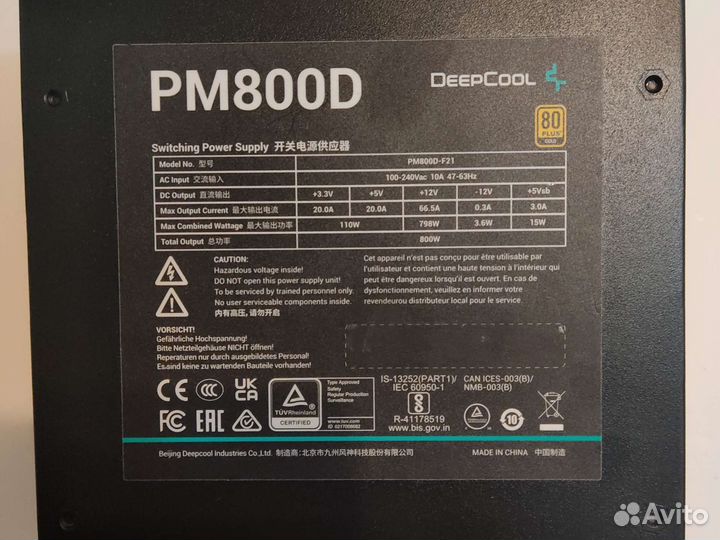 PM800D
DEEPCOOL
80
PLUS
GOLD
Switching Power Supply 开关电源供应器
Model No. 型号 PM800D-F21
AC Input 交流输入 100-240Vac 10A 47-63Hz
DC Output 直流输出 +3.3V +5V +12V -12V +5Vsb
Max Output Current 最大输出电流 20.0A 20.0A 66.5A 0.3A 3.0A
Max Combined Wattage 最大输出功率 110W 798W 3.6W 15W
Total Output 总功率 800W
CAUTION:
Hazardous voltage inside!
DO NOT open this power supply unit!
To be serviced by trained personnel only.
No user serviceable components inside.
内有高压, 请勿开启
Cet appareil n'est pas conçu pour être utilisable par
l'utilisateur et contient une haute tension à l'intérieur qui
peut être dangereux lorsqu'il est ouvert. En cas de
dysfonctionnement, veuillez en informer votre
revendeurou distributeur local pour le service.
VORSICHT!
Gefährliche Hochspannung!
Bitte Netzteilgehäuse NICHT öffnen!
Reperaturen nur durch ausgebildetes Personal!
Es sind keine zu wartenden Bauteile vorhanden!
CE
CCC
UK
CA
FC
EAC
TÜVRheinland
CERTIFIED
Type Approved
Safety
Regular Production
Surveillance
www.tuv.com
ID 0217008082
IS-13252(PART1)/
IEC 60950-1
R-41178519
www.bis.gov.in
CAN ICES-003(B)/
NMB-003(B)
10
Beijing Deepcool Industries Co.,Ltd. 制造商: 北京市九州风神科技股份有限公司
MADE IN CHINA 中国制造
Avito